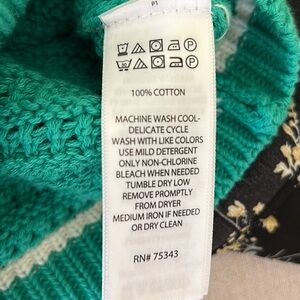 100% COTTON
MACHINE WASH COOL-
DELICATE CYCLE
WASH WITH LIKE COLORS
USE MILD DETERGENT
ONLY NON-CHLORINE
BLEACH WHEN NEEDED
TUMBLE DRY LOW
REMOVE PROMPTLY
FROM DRYER
MEDIUM IRON IF NEEDED
OR DRY CLEAN
RN# 75343